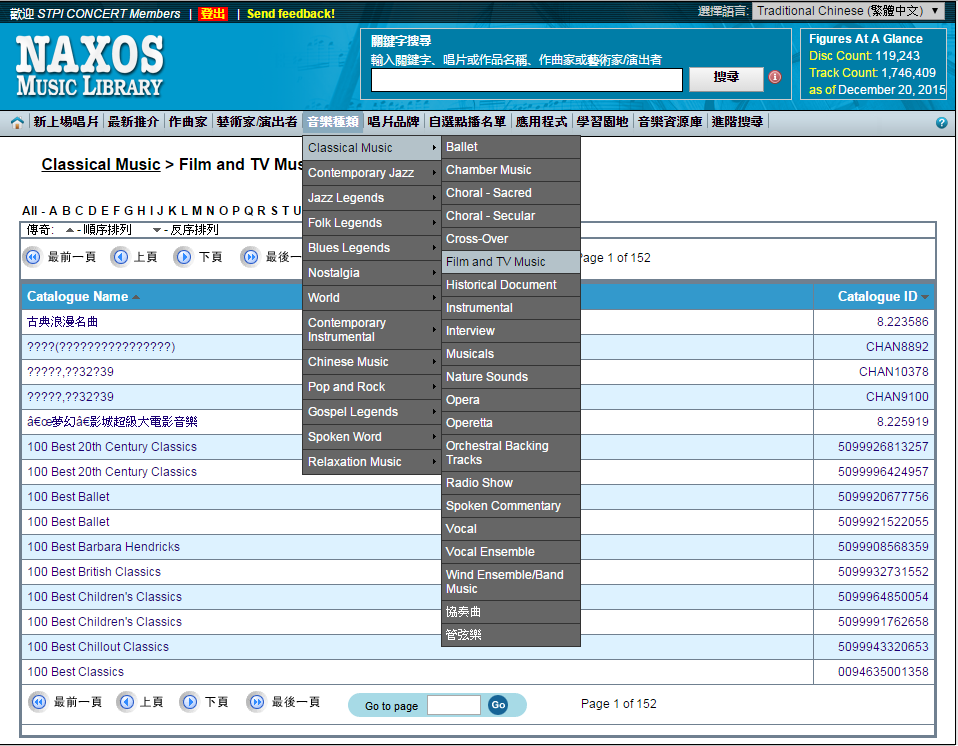 歡迎 STPI CONCERT Members | 登出 | Send feedback!
選擇語言: Traditional Chinese (繁體中文) ▼
NAXOS
MUSIC LIBRARY
關鍵字搜尋
輸入關鍵字、唱片或作品名稱、作曲家或藝術家/演出者
搜尋
Figures At A Glance
Disc Count: 119,243
Track Count: 1,746,409
as of December 20, 2015
新上場唱片 最新推介 作曲家 藝術家/演出者 音樂種類 唱片品牌 自選點播名單 應用程式 學習園地 音樂資源庫 進階搜尋 ?
Classical Music > Film and TV Mus
All - A B C D E F G H I J K L M N O P Q R S T U
傳奇: ▲ - 順序排列 ▼ - 反序排列
最前一頁 上頁 下頁 最後一
Page 1 of 152
Classical Music
Contemporary Jazz
Jazz Legends
Folk Legends
Blues Legends
Nostalgia
World
Contemporary
Instrumental
Chinese Music
Pop and Rock
Gospel Legends
Spoken Word
Relaxation Music
Ballet
Chamber Music
Choral - Sacred
Choral - Secular
Cross-Over
Film and TV Music
Historical Document
Instrumental
Interview
Musicals
Nature Sounds
Opera
Operetta
Orchestral Backing
Tracks
Radio Show
Spoken Commentary
Vocal
Vocal Ensemble
Wind Ensemble/Band
Music
協奏曲
管弦樂
Catalogue Name Catalogue ID
古典浪漫名曲 8.223586
????(????????????????) CHAN8892
?????,??32?39 CHAN10378
?????,??32?39 CHAN9100
â€œ夢幻â€影城超級大電影音樂 8.225919
100 Best 20th Century Classics 5099926813257
100 Best 20th Century Classics 5099996424957
100 Best Ballet 5099920677756
100 Best Ballet 5099921522055
100 Best Barbara Hendricks 5099908568359
100 Best British Classics 5099932731552
100 Best Children's Classics 5099964850054
100 Best Children's Classics 5099991762658
100 Best Chillout Classics 5099943320653
100 Best Classics 0094635001358
最前一頁 上頁 下頁 最後一頁 Go to page Go Page 1 of 152